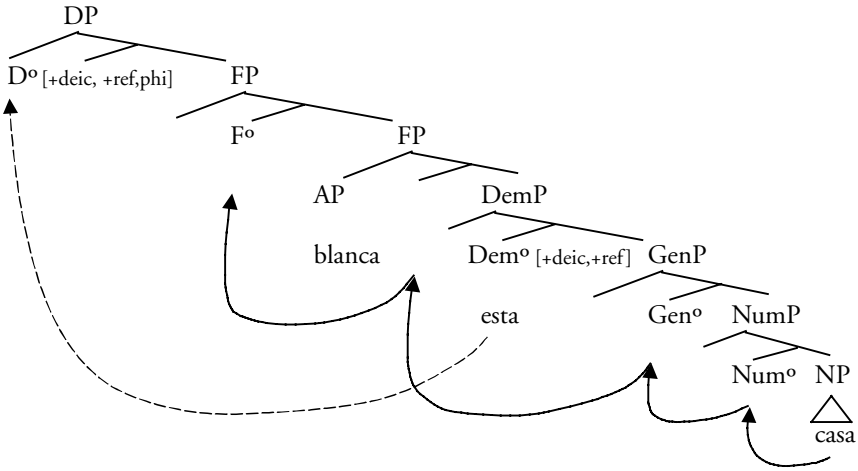 DP
Dº [+deic, +ref,phi] FP
Fº FP
AP DemP
blanca Demº [+deic,+ref] GenP
esta Genº NumP
Numº NP
casa